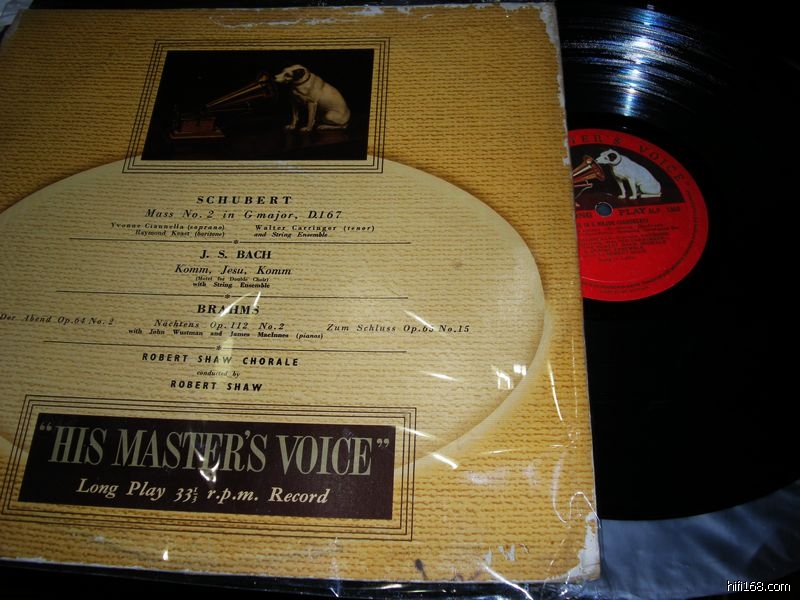 SCHUBERT
Mass No. 2 in G major, D.167
Yvonne Ciannella (soprano) Walter Carringer (tenor)
Raymond Keast (baritone) and String Ensemble
J. S. BACH
Komm, Jesu, Komm
(Motet for Double Choir)
with String Ensemble
BRAHMS
Der Abend Op.64 No. 2 Nächtens Op. 112 No. 2 Zum Schluss Op. 65 No. 15
with John Wustman and James MacInnes (pianos)
ROBERT SHAW CHORALE
conducted by
ROBERT SHAW
"HIS MASTER'S VOICE"
Long Play 33⅓ r.p.m. Record
TER'S VOICE
PLAY
hifi168.com